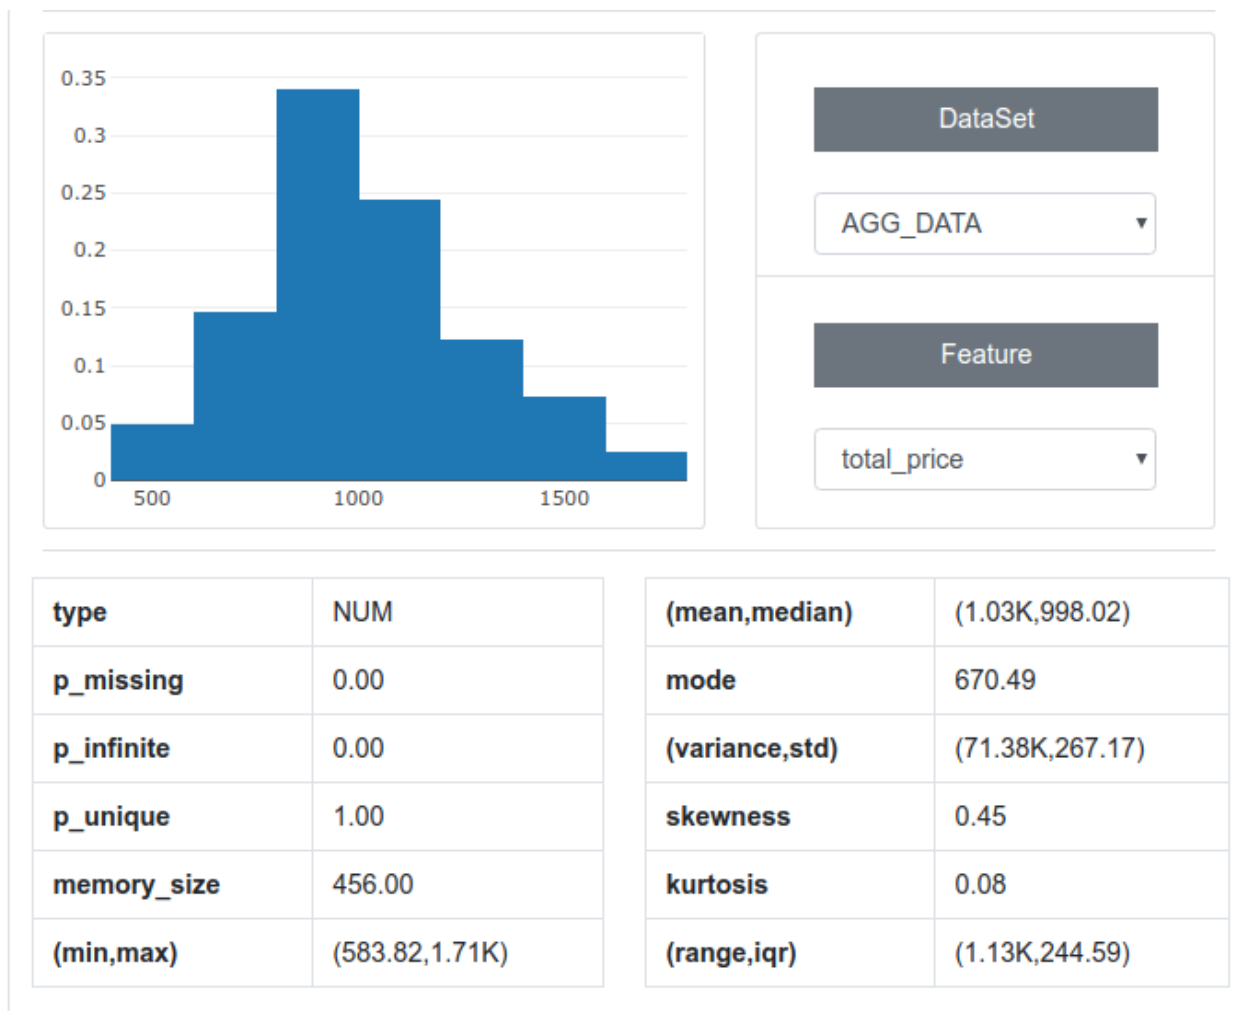 0.35
0.3
0.25
0.2
0.15
0.1
0.05
0
500 1000 1500
DataSet
AGG_DATA
Feature
total_price
type NUM
p_missing 0.00
p_infinite 0.00
p_unique 1.00
memory_size 456.00
(min,max) (583.82,1.71K)
(mean,median) (1.03K,998.02)
mode 670.49
(variance,std) (71.38K,267.17)
skewness 0.45
kurtosis 0.08
(range,iqr) (1.13K,244.59)